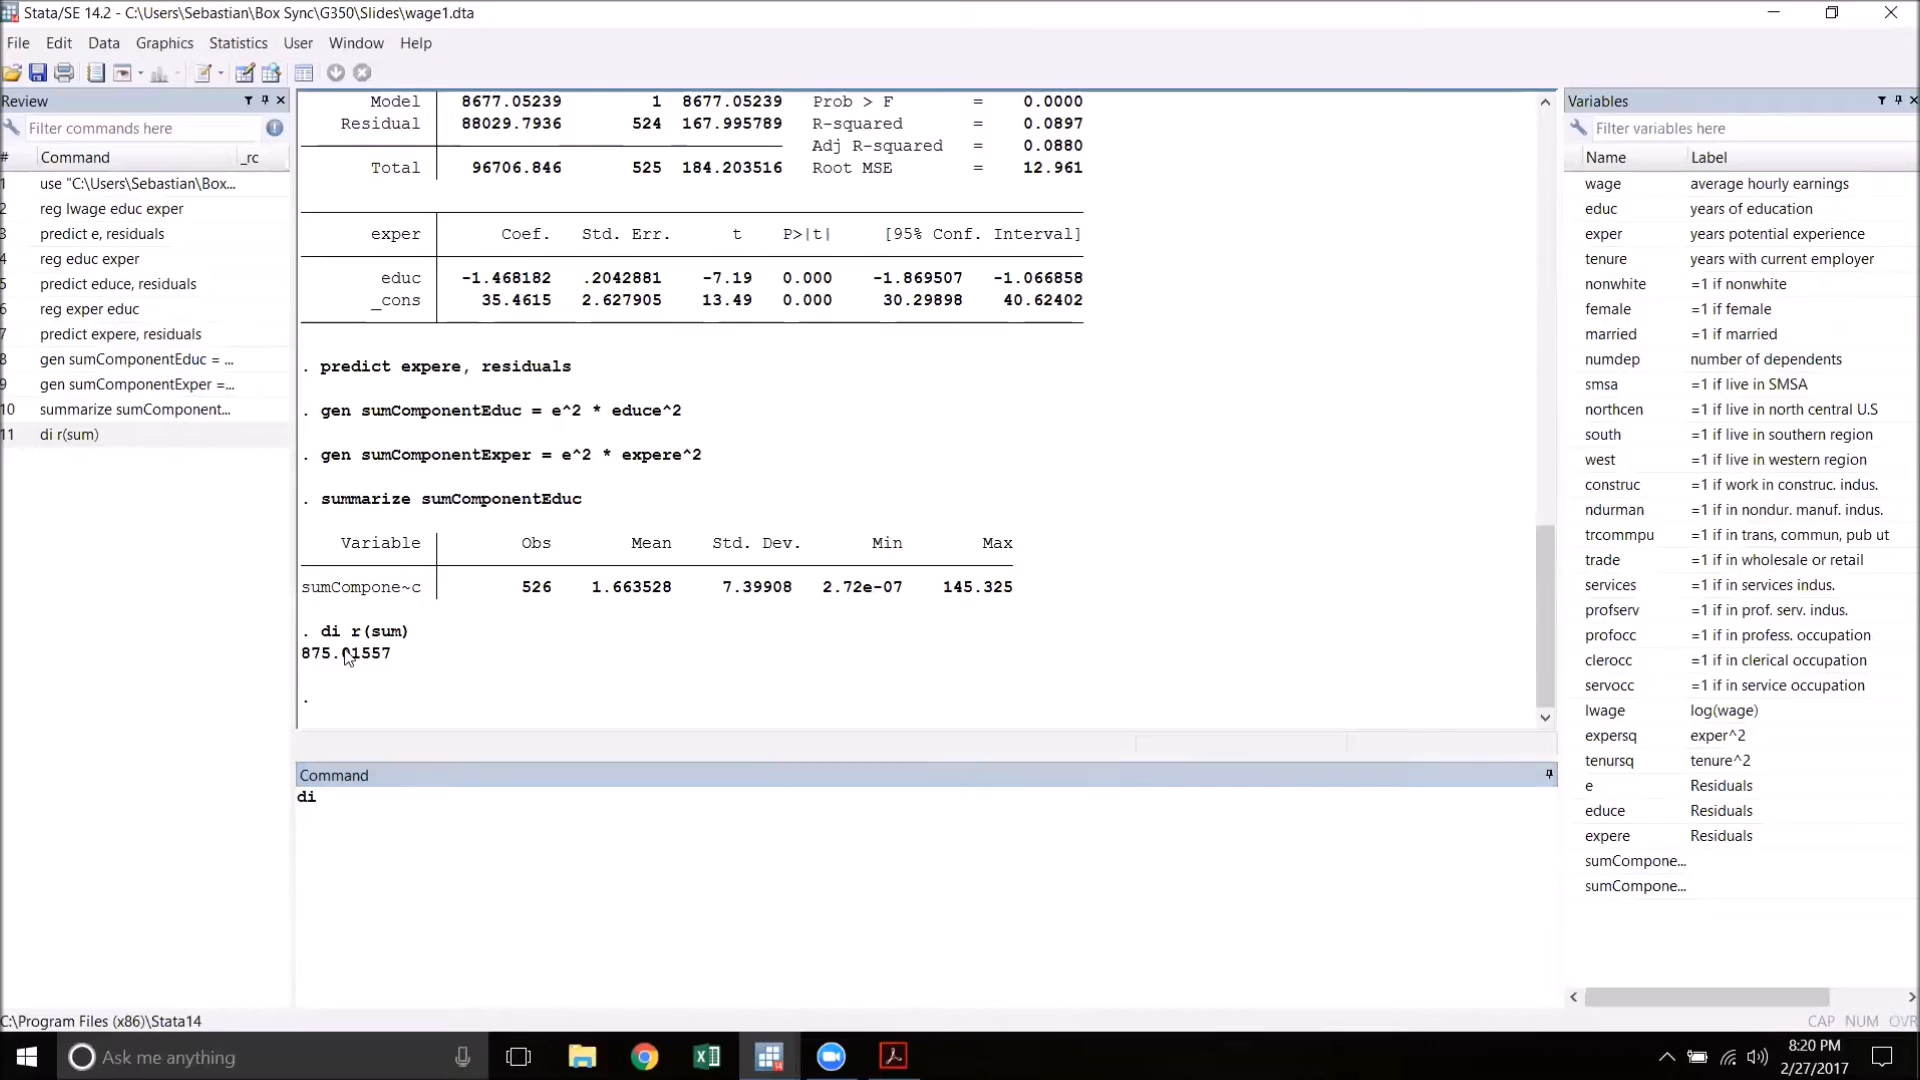 Stata/SE 14.2 - C:\Users\Sebastian\Box Sync\G350\Slides\wage1.dta
File Edit Data Graphics Statistics User Window Help
Review
Filter commands here
# Command _rc
1 use "C:\Users\Sebastian\Box...
2 reg lwage educ exper
3 predict e, residuals
4 reg educ exper
5 predict educe, residuals
6 reg exper educ
7 predict expere, residuals
8 gen sumComponentEduc = ...
9 gen sumComponentExper =...
10 summarize sumComponent...
11 di r(sum)
Model 8677.05239 1 8677.05239 Prob > F = 0.0000
Residual 88029.7936 524 167.995789 R-squared = 0.0897
Adj R-squared = 0.0880
Total 96706.846 525 184.203516 Root MSE = 12.961
exper Coef. Std. Err. t P>|t| [95% Conf. Interval]
educ -1.468182 .2042881 -7.19 0.000 -1.869507 -1.066858
_cons 35.4615 2.627905 13.49 0.000 30.29898 40.62402
. predict expere, residuals
. gen sumComponentEduc = e^2 * educe^2
. gen sumComponentExper = e^2 * expere^2
. summarize sumComponentEduc
Variable Obs Mean Std. Dev. Min Max
sumCompone~c 526 1.663528 7.39908 2.72e-07 145.325
. di r(sum)
875.01557
.
Command
di
Variables
Filter variables here
Name Label
wage average hourly earnings
educ years of education
exper years potential experience
tenure years with current employer
nonwhite =1 if nonwhite
female =1 if female
married =1 if married
numdep number of dependents
smsa =1 if live in SMSA
northcen =1 if live in north central U.S
south =1 if live in southern region
west =1 if live in western region
construc =1 if work in construc. indus.
ndurman =1 if in nondur. manuf. indus.
trcommpu =1 if in trans, commun, pub ut
trade =1 if in wholesale or retail
services =1 if in services indus.
profserv =1 if in prof. serv. indus.
profocc =1 if in profess. occupation
clerocc =1 if in clerical occupation
servocc =1 if in service occupation
lwage log(wage)
expersq exper^2
tenursq tenure^2
e Residuals
educe Residuals
expere Residuals
sumCompone...
sumCompone...
C:\Program Files (x86)\Stata14
CAP NUM OVR
Ask me anything
8:20 PM
2/27/2017